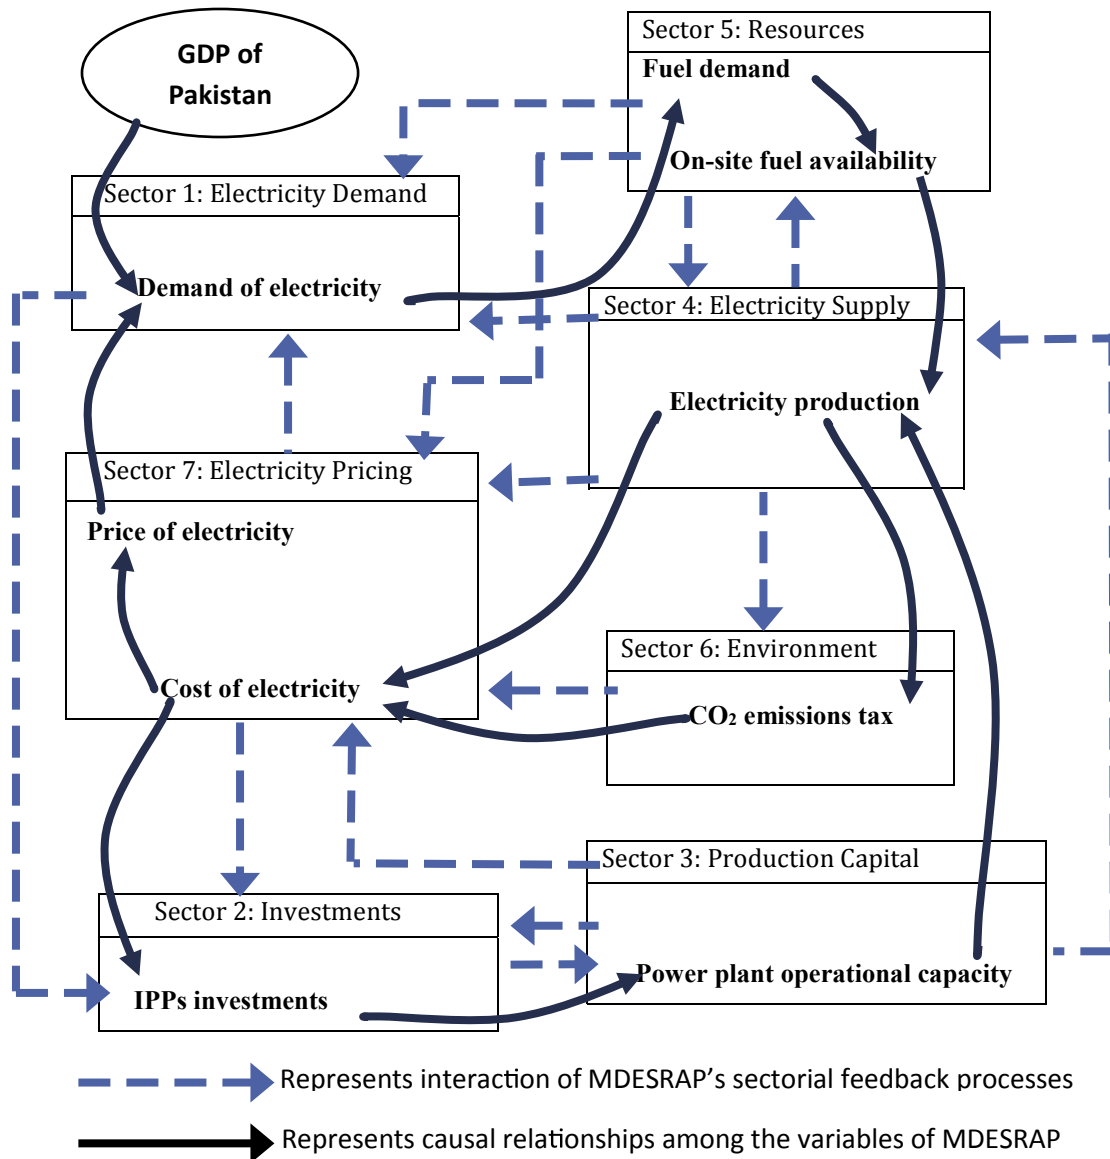 GDP of
Pakistan
Sector 5: Resources
Fuel demand
On-site fuel availability
Sector 1: Electricity Demand
Demand of electricity
Sector 4: Electricity Supply
Electricity production
Sector 7: Electricity Pricing
Price of electricity
Cost of electricity
Sector 6: Environment
CO₂ emissions tax
Sector 3: Production Capital
Power plant operational capacity
Sector 2: Investments
IPPs investments
Represents interaction of MDESRAP’s sectorial feedback processes
Represents causal relationships among the variables of MDESRAP